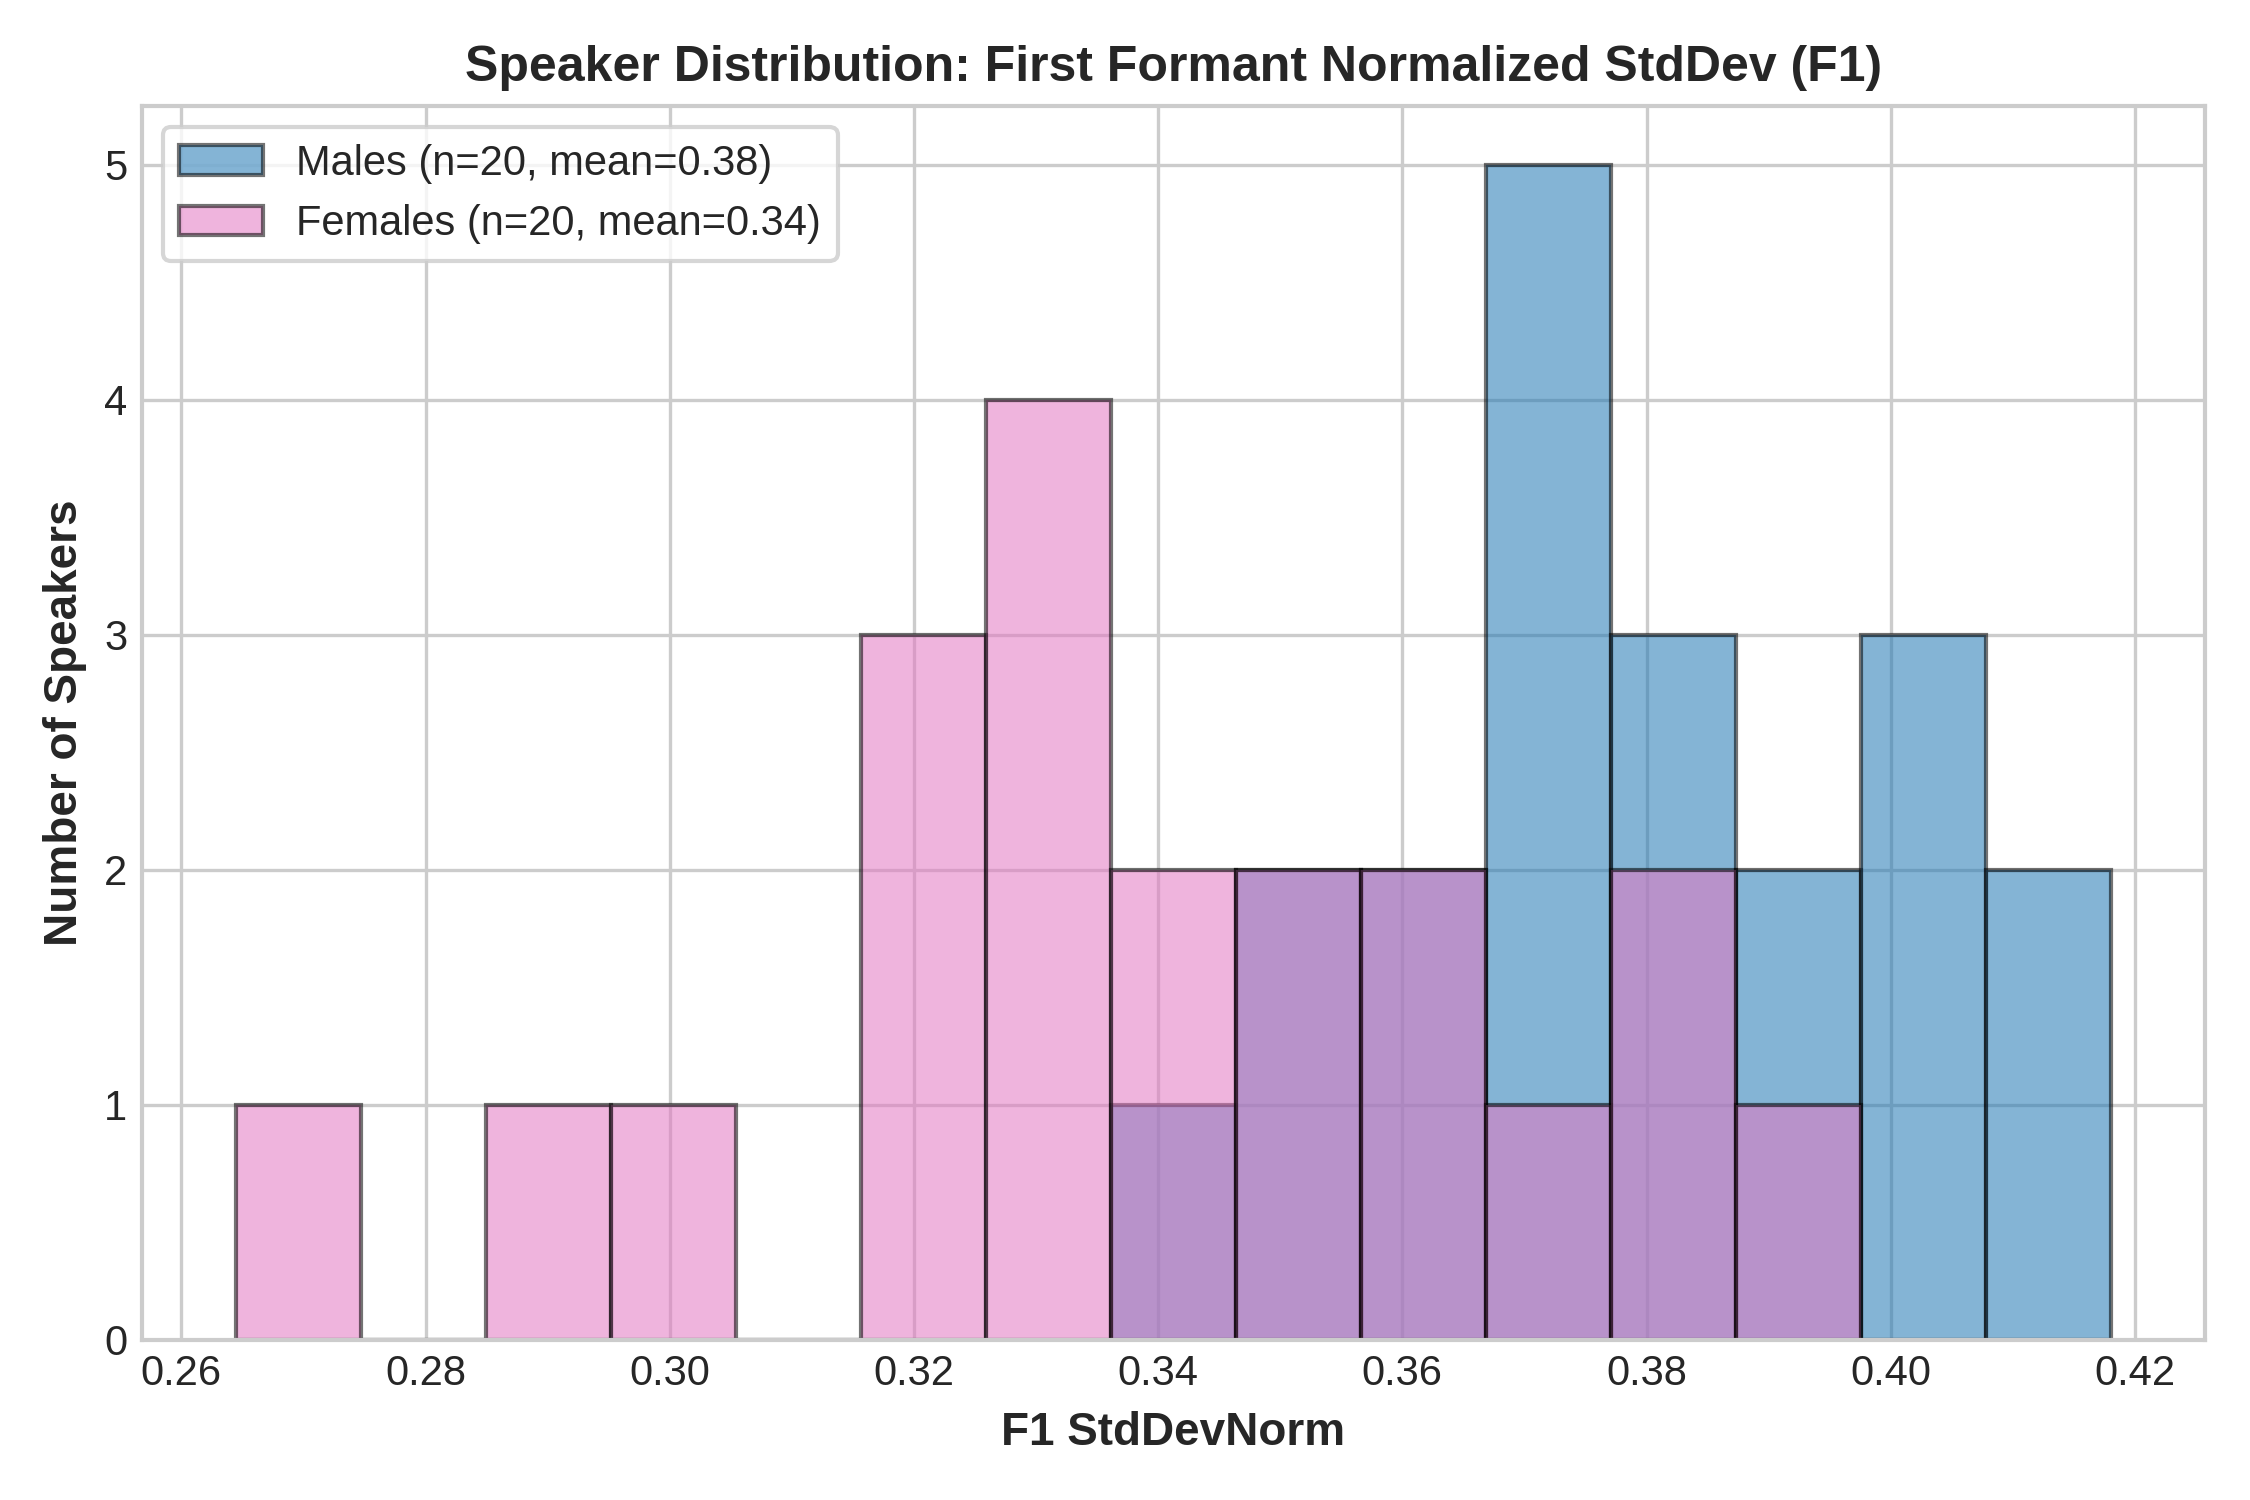 Speaker Distribution: First Formant Normalized StdDev (F1)
Males (n=20, mean=0.38)
Females (n=20, mean=0.34)
Number of Speakers
5
4
3
2
1
0
0.26 0.28 0.30 0.32 0.34 0.36 0.38 0.40 0.42
F1 StdDevNorm